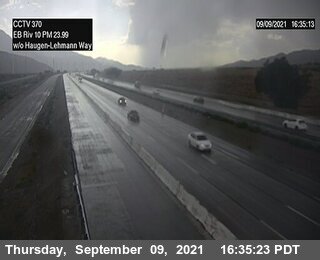 CCTV 370
EB Riv 10 PM 23.99
w/o Haugen-Lehmann Way
09/09/2021 16:35:13
Thursday, September 09, 2021 16:35:23 PDT